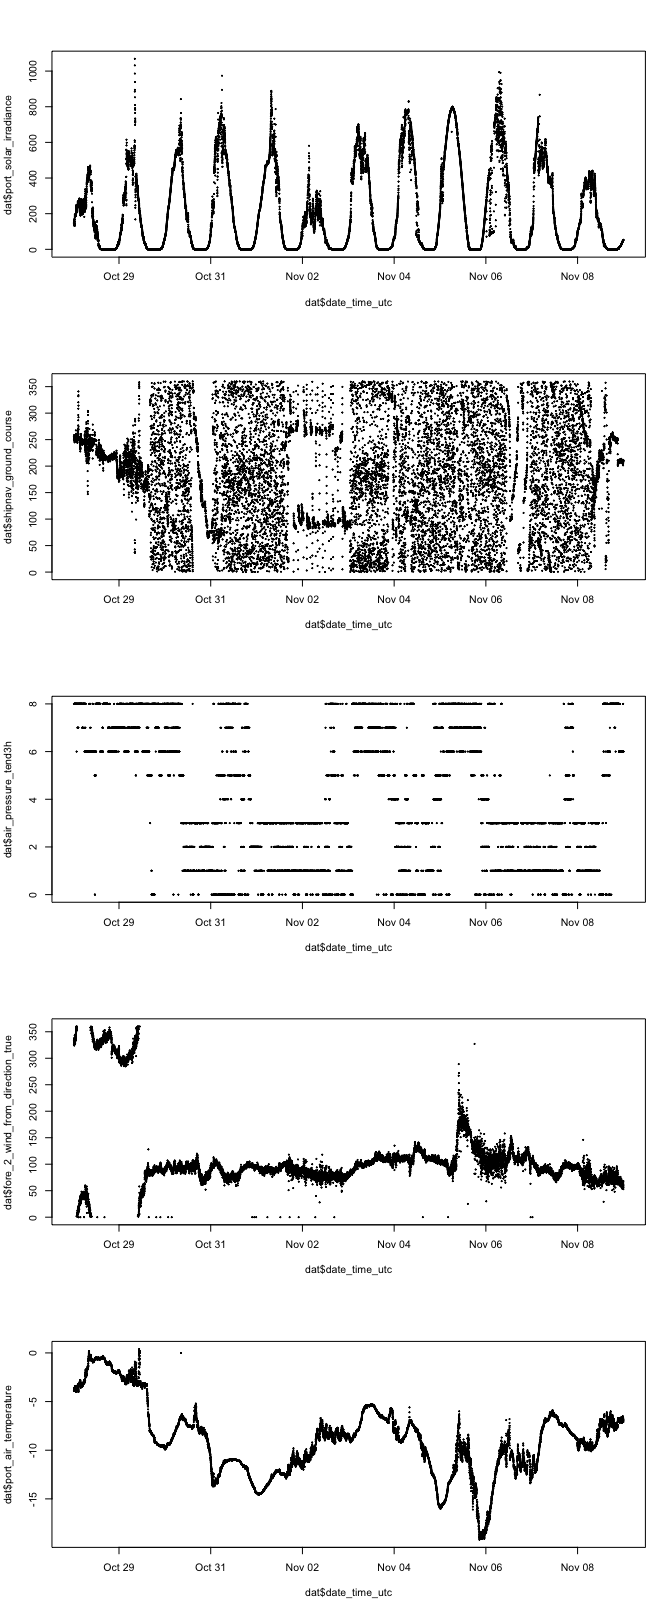 dat$port_solar_irradiance
1000
800
600
400
200
0
Oct 29 Oct 31 Nov 02 Nov 04 Nov 06 Nov 08
dat$date_time_utc
dat$shipnav_ground_course
350
300
250
200
150
100
50
0
Oct 29 Oct 31 Nov 02 Nov 04 Nov 06 Nov 08
dat$date_time_utc
dat$air_pressure_tend3h
8
6
4
2
0
Oct 29 Oct 31 Nov 02 Nov 04 Nov 06 Nov 08
dat$date_time_utc
dat$fore_2_wind_from_direction_true
350
300
250
200
150
100
50
0
Oct 29 Oct 31 Nov 02 Nov 04 Nov 06 Nov 08
dat$date_time_utc
dat$port_air_temperature
0
-5
-10
-15
Oct 29 Oct 31 Nov 02 Nov 04 Nov 06 Nov 08
dat$date_time_utc